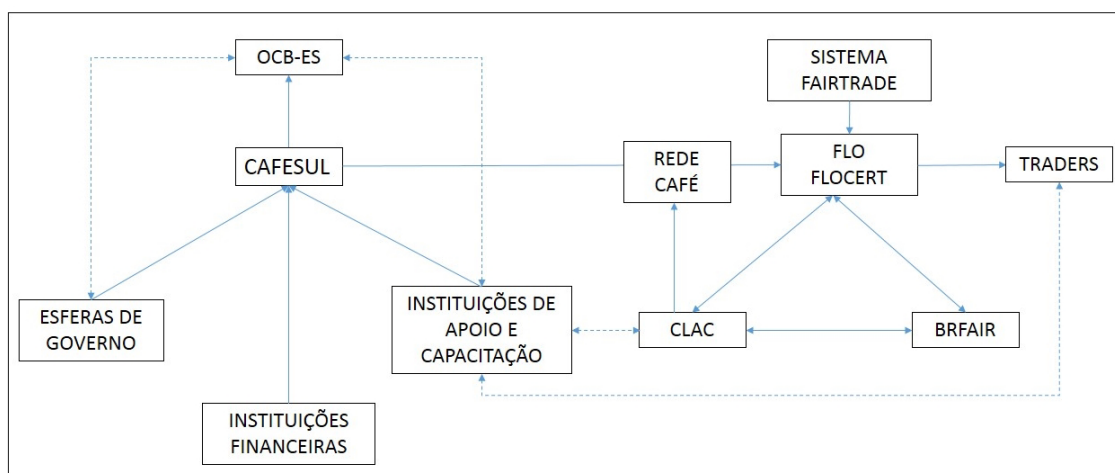 OCB-ES
SISTEMA
FAIRTRADE
CAFESUL
REDE
CAFÉ
FLO
FLOCERT
TRADERS
ESFERAS DE
GOVERNO
INSTITUIÇÕES DE
APOIO E
CAPACITAÇÃO
CLAC
BRFAIR
INSTITUIÇÕES
FINANCEIRAS